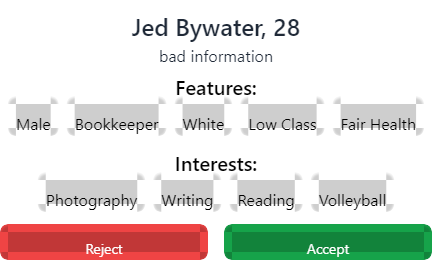 Jed Bywater, 28
bad information
Features:
Male Bookkeeper White Low Class Fair Health
Interests:
Photography Writing Reading Volleyball
Reject Accept